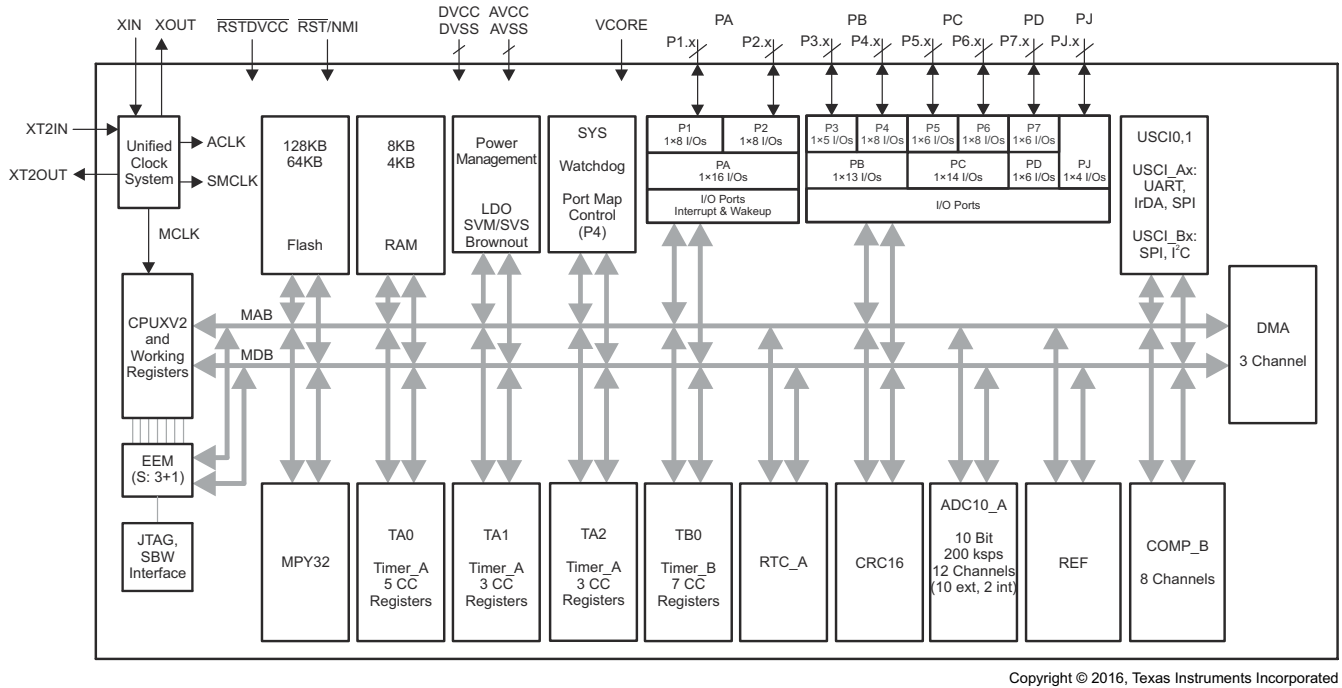 XIN
XOUT
RSTDVCC
RST/NMI
DVCC
DVSS
AVCC
AVSS
VCORE
PA
P1.x
P2.x
PB
P3.x
P4.x
PC
P5.x
P6.x
PD
P7.x
PJ
PJ.x
XT2IN
XT2OUT
Unified
Clock
System
ACLK
SMCLK
MCLK
128KB
64KB
Flash
8KB
4KB
RAM
Power
Management
LDO
SVM/SVS
Brownout
SYS
Watchdog
Port Map
Control
(P4)
P1
1×8 I/Os
P2
1×8 I/Os
PA
1×16 I/Os
I/O Ports
Interrupt & Wakeup
P3
1×5 I/Os
P4
1×8 I/Os
P5
1×6 I/Os
P6
1×8 I/Os
P7
1×6 I/Os
PB
1×13 I/Os
PC
1×14 I/Os
PD
1×6 I/Os
PJ
1×4 I/Os
I/O Ports
USCI0,1
USCI_Ax:
UART,
IrDA, SPI
USCI_Bx:
SPI, I²C
CPUXV2
and
Working
Registers
MAB
MDB
DMA
3 Channel
EEM
(S: 3+1)
JTAG,
SBW
Interface
MPY32
TA0
Timer_A
5 CC
Registers
TA1
Timer_A
3 CC
Registers
TA2
Timer_A
3 CC
Registers
TB0
Timer_B
7 CC
Registers
RTC_A
CRC16
ADC10_A
10 Bit
200 ksps
12 Channels
(10 ext, 2 int)
REF
COMP_B
8 Channels
Copyright © 2016, Texas Instruments Incorporated